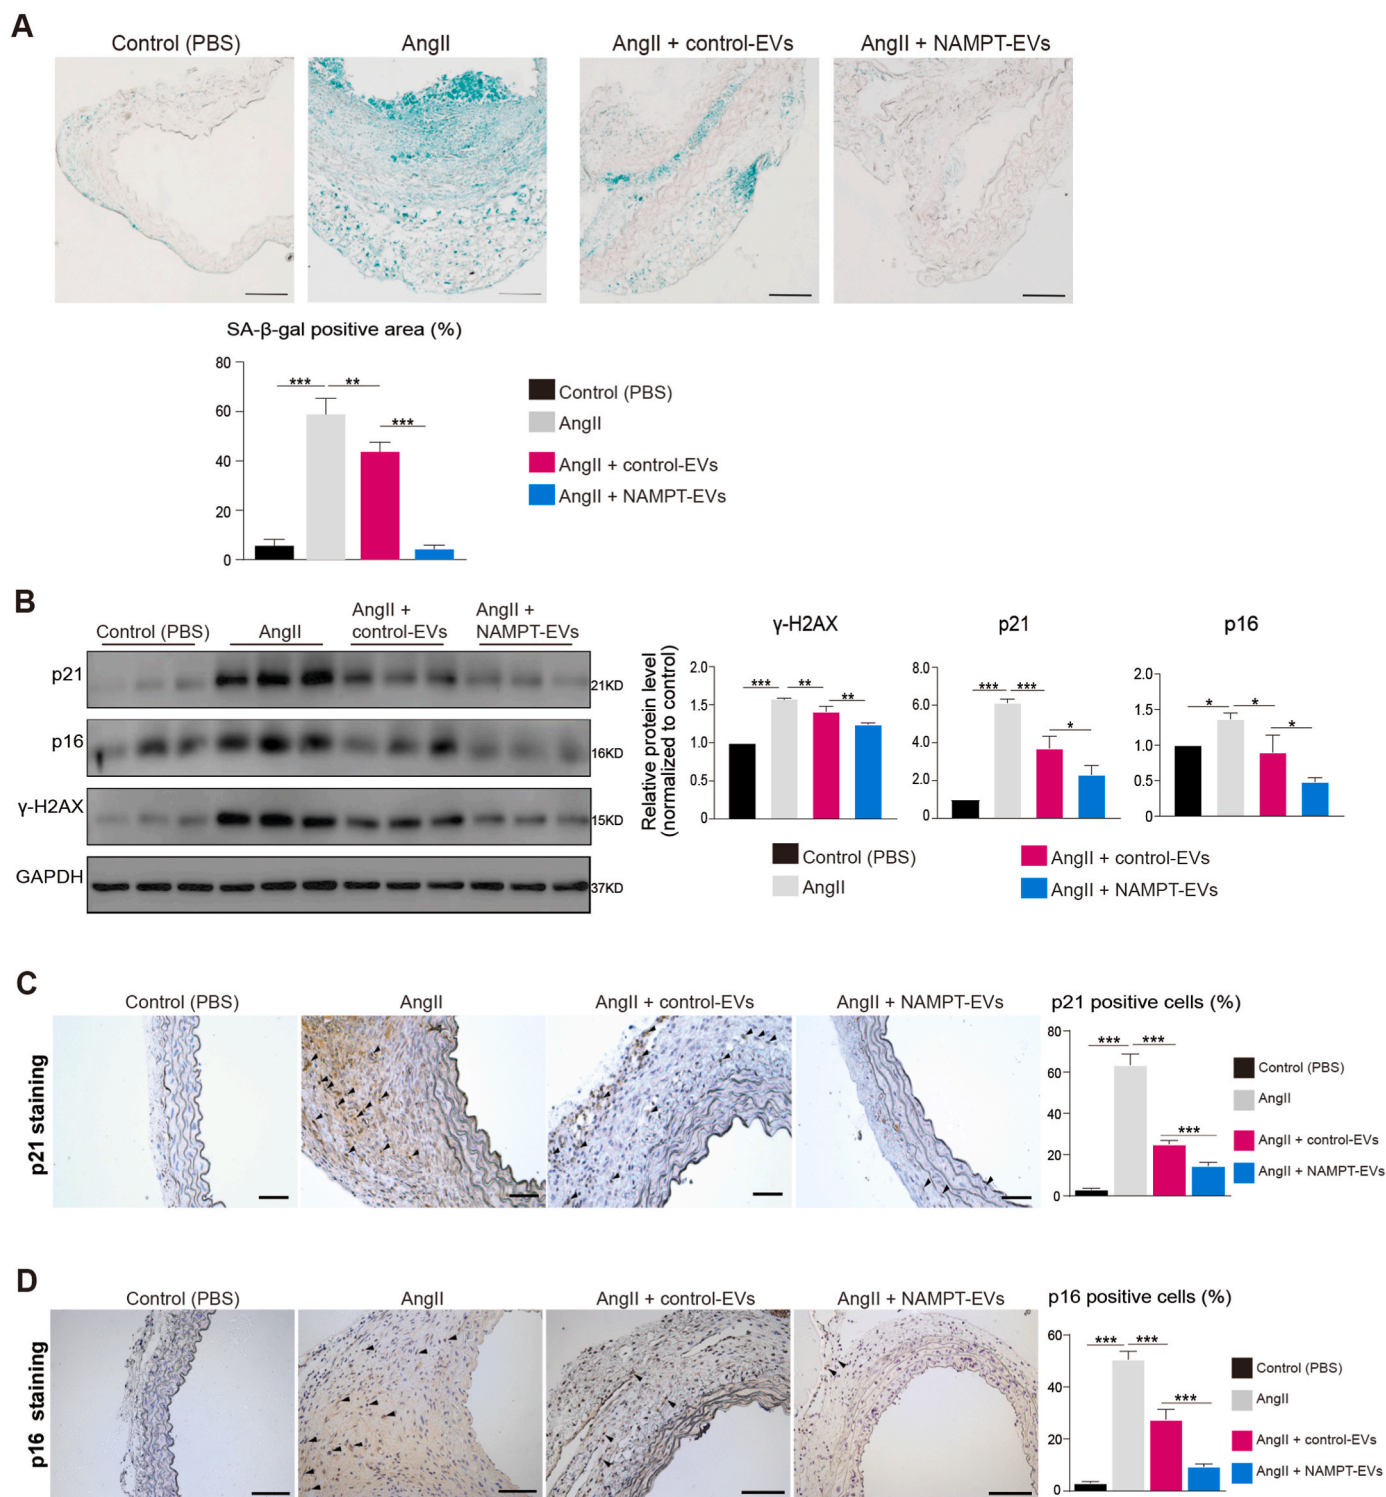 A
Control (PBS)
AngII
AngII + control-EVs
AngII + NAMPT-EVs
SA-β-gal positive area (%)
80
60
40
20
0
***
**
***
Control (PBS)
AngII
AngII + control-EVs
AngII + NAMPT-EVs
B
Control (PBS)
AngII
AngII +
control-EVs
AngII +
NAMPT-EVs
p21
21KD
p16
16KD
γ-H2AX
15KD
GAPDH
37KD
Relative protein level
(normalized to control)
γ-H2AX
2.0
1.5
1.0
0.5
0
***
**
**
p21
8.0
6.0
4.0
2.0
0
***
***
*
p16
2.0
1.5
1.0
0.5
0
*
*
*
Control (PBS)
AngII
AngII + control-EVs
AngII + NAMPT-EVs
C
p21 staining
Control (PBS)
AngII
AngII + control-EVs
AngII + NAMPT-EVs
p21 positive cells (%)
80
60
40
20
0
***
***
***
Control (PBS)
AngII
AngII + control-EVs
AngII + NAMPT-EVs
D
p16 staining
Control (PBS)
AngII
AngII + control-EVs
AngII + NAMPT-EVs
p16 positive cells (%)
60
40
20
0
***
***
***
Control (PBS)
AngII
AngII + control-EVs
AngII + NAMPT-EVs